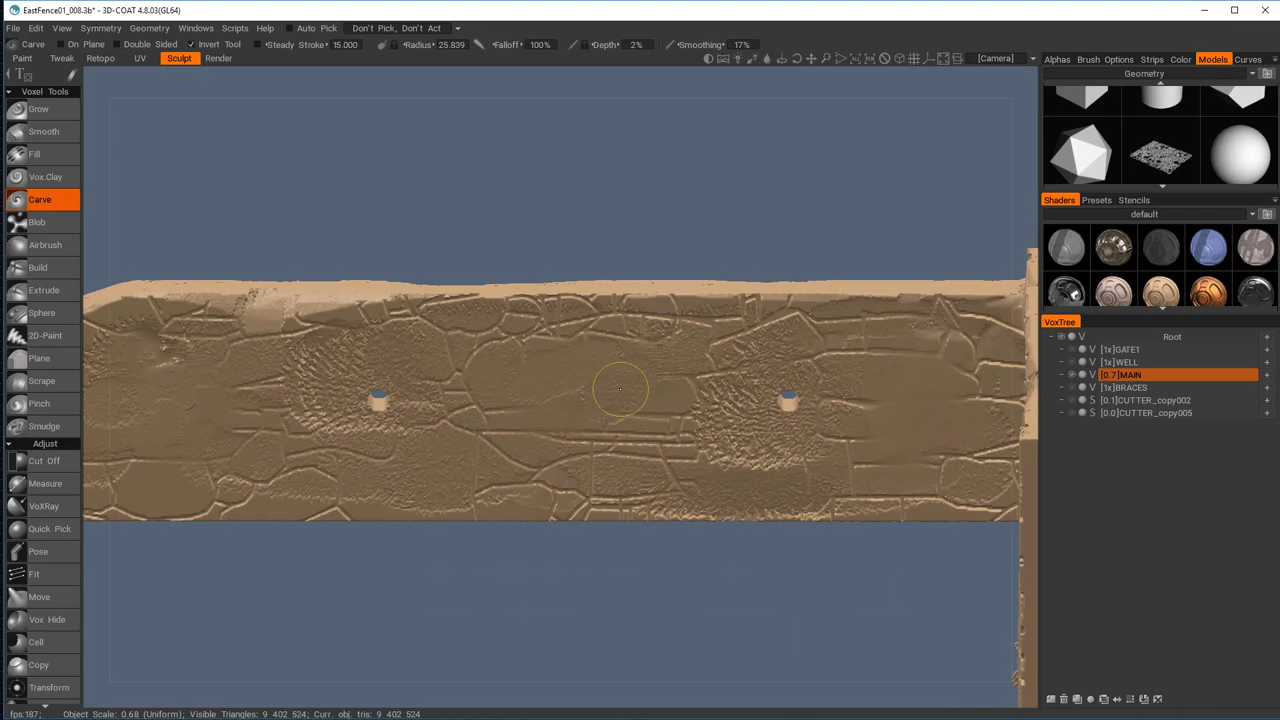 EastFence01_008.3b* - 3D-COAT 4.8.03(GL64)
File Edit View Symmetry Geometry Windows Scripts Help Auto Pick Don't Pick, Don't Act
Carve On Plane Double Sided Invert Tool Steady Stroke 15.000 Radius 25.839 Falloff 100% Depth 2% Smoothing 17%
Paint Tweak Retopo UV Sculpt Render [Camera] Alphas Brush Options Strips Color Models Curves
Geometry
Voxel Tools
Grow
Smooth
Fill
Vox.Clay
Carve
Blob
Airbrush
Build
Extrude
Sphere
2D-Paint
Plane
Scrape
Pinch
Smudge
Adjust
Cut Off
Measure
VoXRay
Quick Pick
Pose
Fit
Move
Vox Hide
Cell
Copy
Transform
Shaders Presets Stencils
default
VoxTree
V Root +
V [1x]GATE1 +
V [1x]WELL +
V [0.7]MAIN +
V [1x]BRACES +
S [0.1]CUTTER_copy002 +
S [0.0]CUTTER_copy005 +
fps:187; Object Scale: 0.68 (Uniform); Visible Triangles: 9 402 524; Curr. obj. tris: 9 402 524